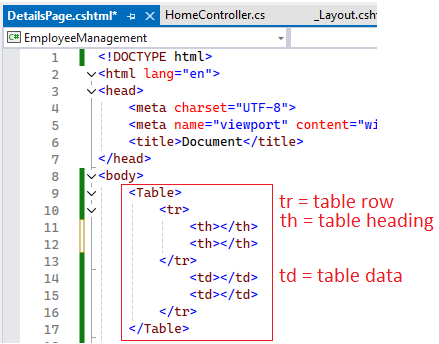 DetailsPage.cshtml* HomeController.cs _Layout.csht
C# EmployeeManagement
1 <!DOCTYPE html>
2 <html lang="en">
3 <head>
4 <meta charset="UTF-8">
5 <meta name="viewport" content="wi
6 <title>Document</title>
7 </head>
8 <body>
9 <Table>
10 <tr>
11 <th></th>
12 <th></th>
13 </tr>
14 <td></td>
15 <td></td>
16 </tr>
17 </Table>
tr = table row
th = table heading
td = table data